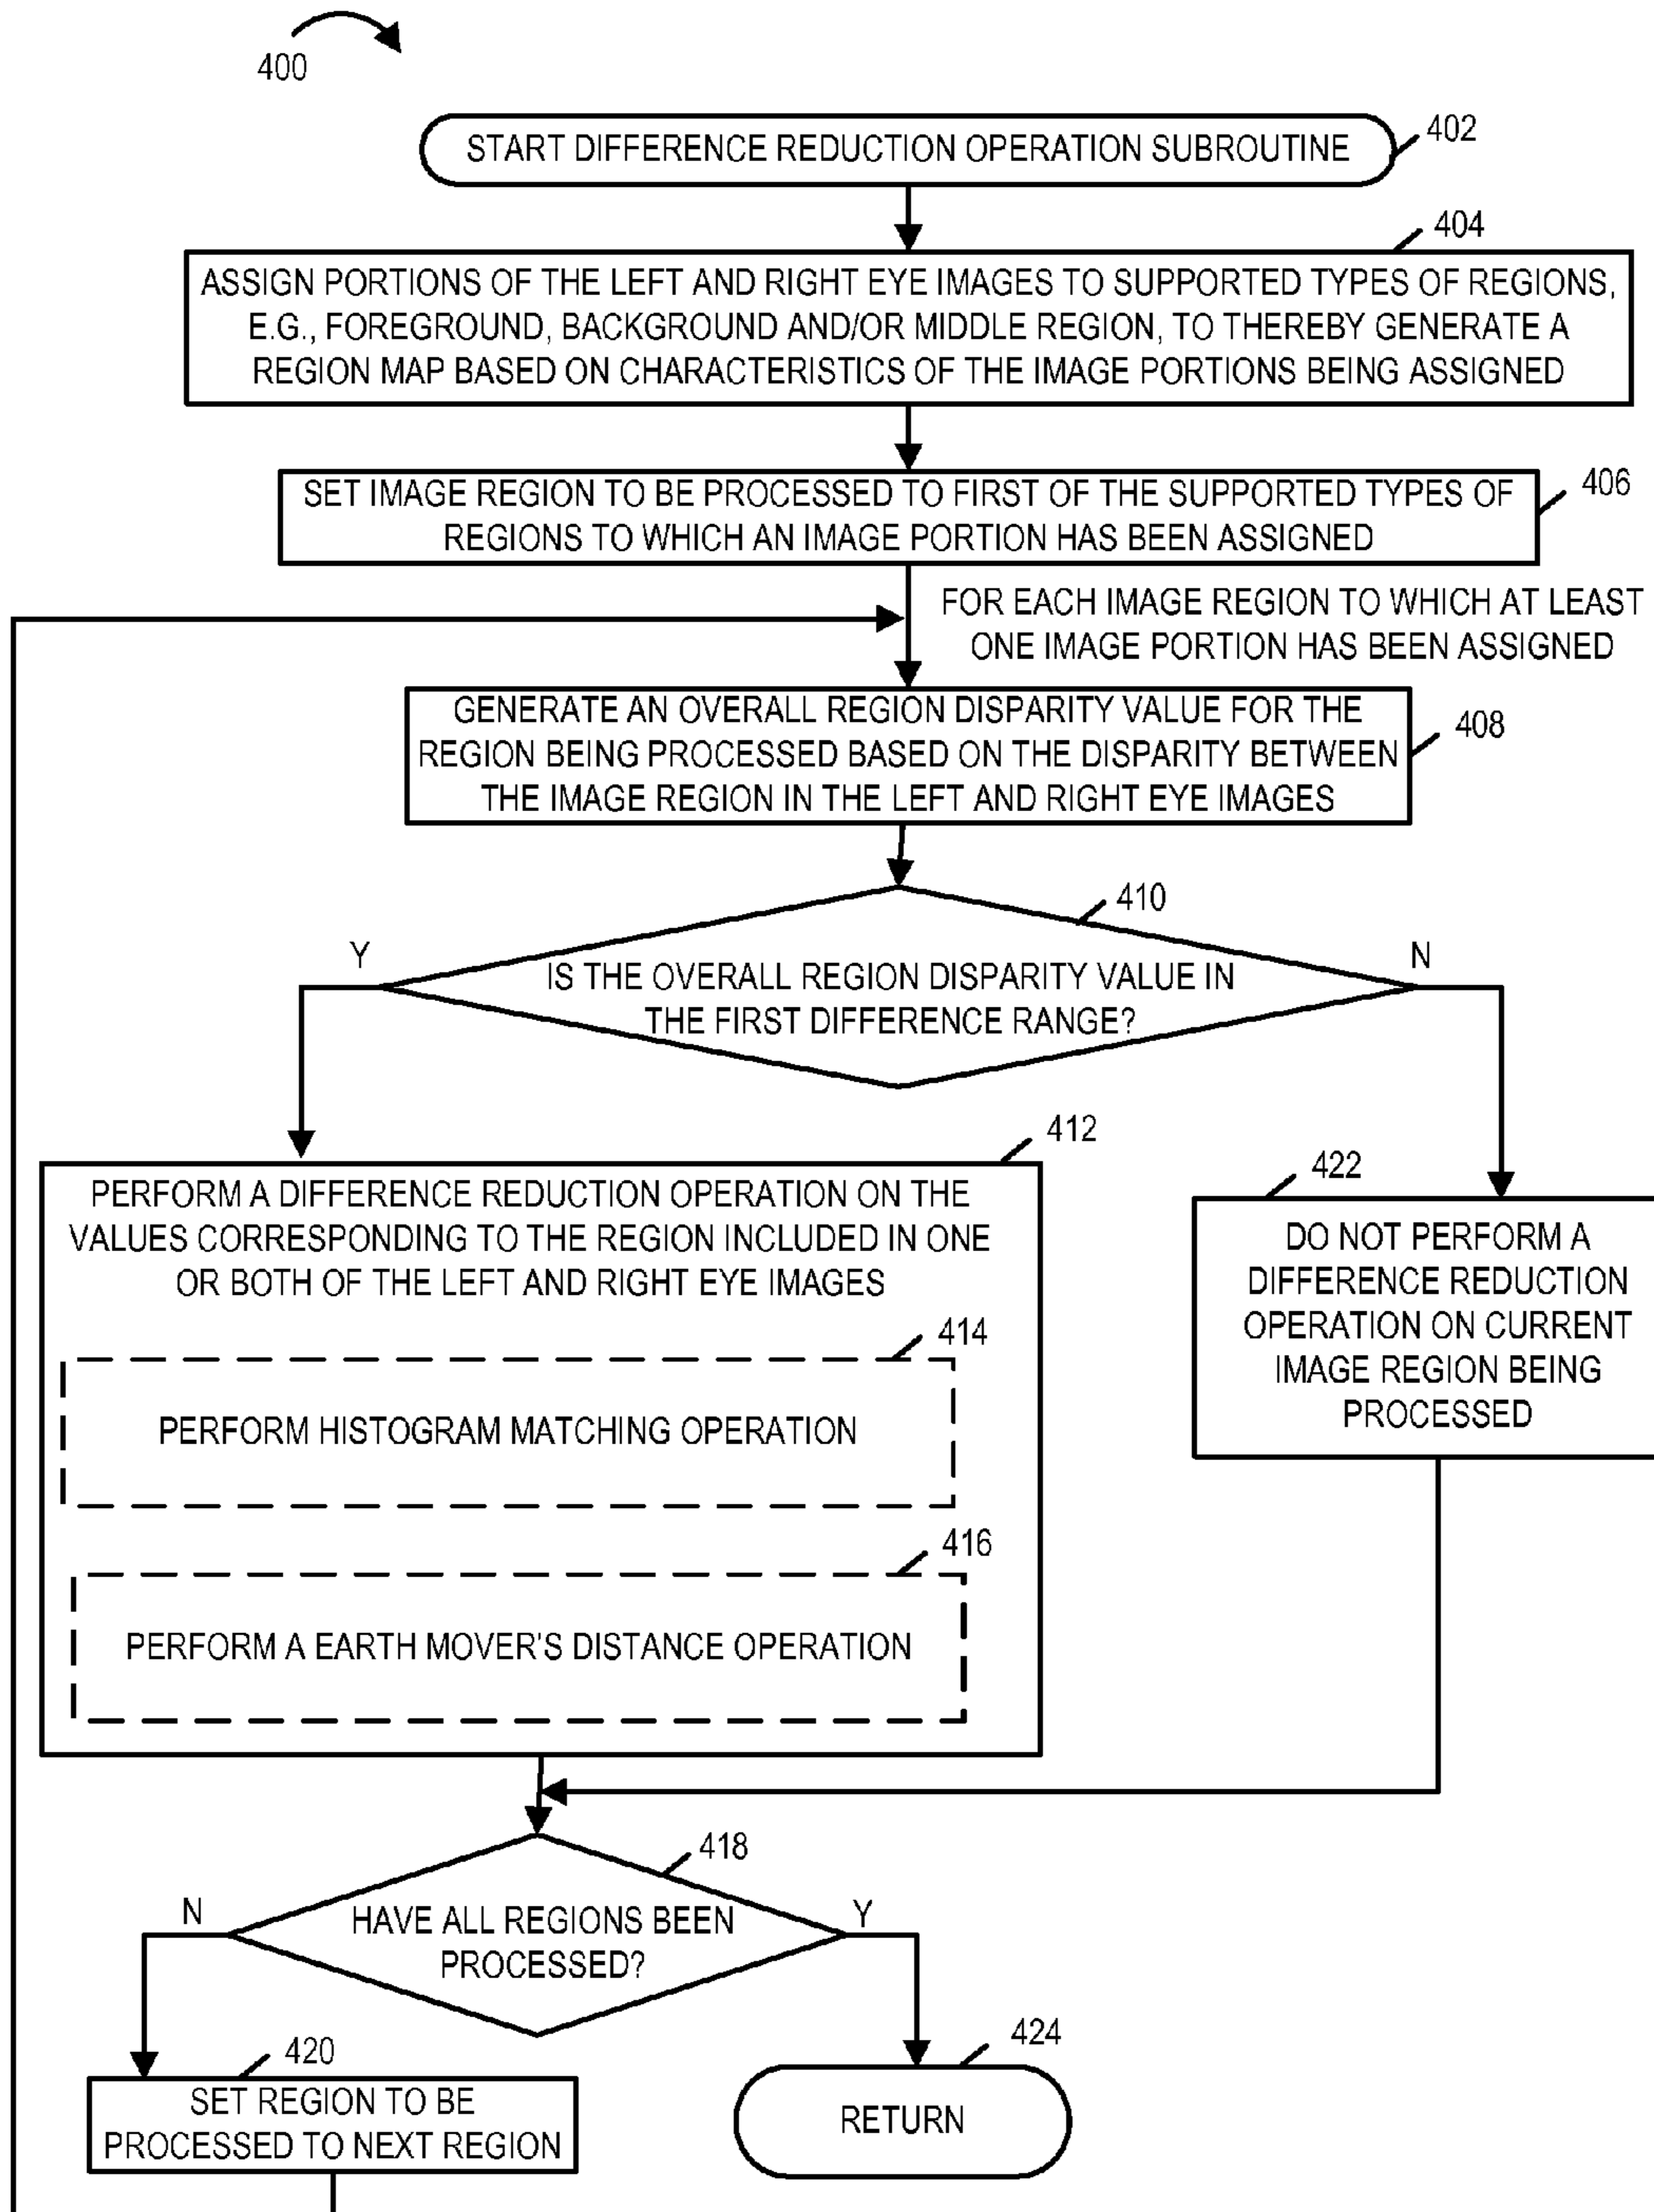 400
START DIFFERENCE REDUCTION OPERATION SUBROUTINE
402
404
ASSIGN PORTIONS OF THE LEFT AND RIGHT EYE IMAGES TO SUPPORTED TYPES OF REGIONS,
E.G., FOREGROUND, BACKGROUND AND/OR MIDDLE REGION, TO THEREBY GENERATE A
REGION MAP BASED ON CHARACTERISTICS OF THE IMAGE PORTIONS BEING ASSIGNED
SET IMAGE REGION TO BE PROCESSED TO FIRST OF THE SUPPORTED TYPES OF
REGIONS TO WHICH AN IMAGE PORTION HAS BEEN ASSIGNED
406
FOR EACH IMAGE REGION TO WHICH AT LEAST
ONE IMAGE PORTION HAS BEEN ASSIGNED
GENERATE AN OVERALL REGION DISPARITY VALUE FOR THE
REGION BEING PROCESSED BASED ON THE DISPARITY BETWEEN
THE IMAGE REGION IN THE LEFT AND RIGHT EYE IMAGES
408
410
Y
N
IS THE OVERALL REGION DISPARITY VALUE IN
THE FIRST DIFFERENCE RANGE?
412
PERFORM A DIFFERENCE REDUCTION OPERATION ON THE
VALUES CORRESPONDING TO THE REGION INCLUDED IN ONE
OR BOTH OF THE LEFT AND RIGHT EYE IMAGES
414
PERFORM HISTOGRAM MATCHING OPERATION
416
PERFORM A EARTH MOVER'S DISTANCE OPERATION
422
DO NOT PERFORM A
DIFFERENCE REDUCTION
OPERATION ON CURRENT
IMAGE REGION BEING
PROCESSED
418
N
Y
HAVE ALL REGIONS BEEN
PROCESSED?
420
SET REGION TO BE
PROCESSED TO NEXT REGION
424
RETURN